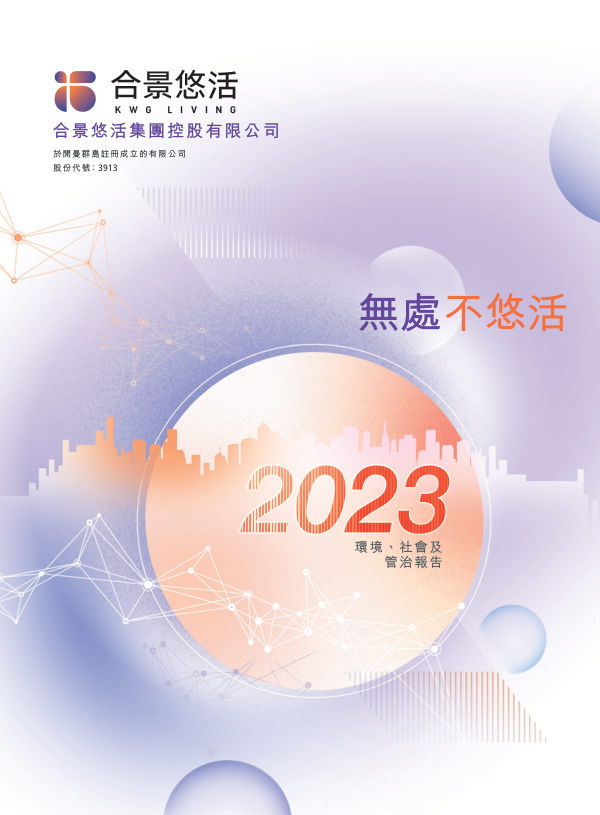 合景悠活
KWG LIVING
合景悠活集團控股有限公司
於開曼群島註冊成立的有限公司
股份代號：3913
無處不悠活
2023
環境、社會及
管治報告